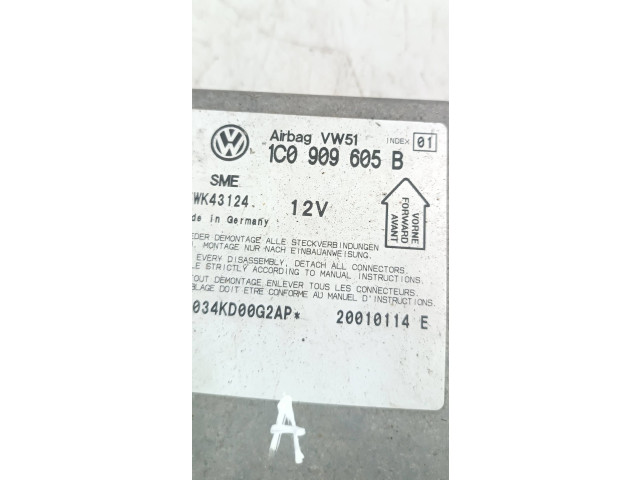 Airbag VW51 INDEX 01
1C0 909 605 B
SME
WK43124. 12V
de in Germany
VORNE
FORWARD
AVANT
EDER DEMONTAGE ALLE STECKVERBINDUNGEN
. MONTAGE NUR NACH EINBAUANWEISUNG.
EVERY DISASSEMBLY, DETACH ALL CONNECTORS.
LE STRICTLY ACCORDING TO MANUAL INSTRUCTIONS.
TOUT DEMONTAGE, ENLEVER TOUS LES CONNECTEURS.
BLAGE DOIT ETRE CONFORME AU MANUEL D'INSTRUCTIONS.
034KD00G2AP* 20010114 E
A